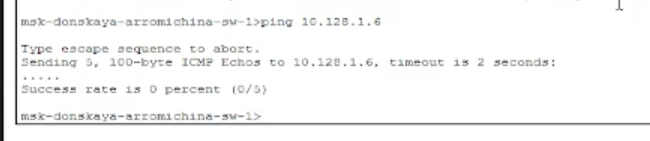 msk-donskaya-arromichina-sw-1>ping 10.128.1.6
Type escape sequence to abort.
Sending 5, 100-byte ICMP Echos to 10.128.1.6, timeout is 2 seconds:
.....
Success rate is 0 percent (0/5)
msk-donskaya-arromichina-sw-1>